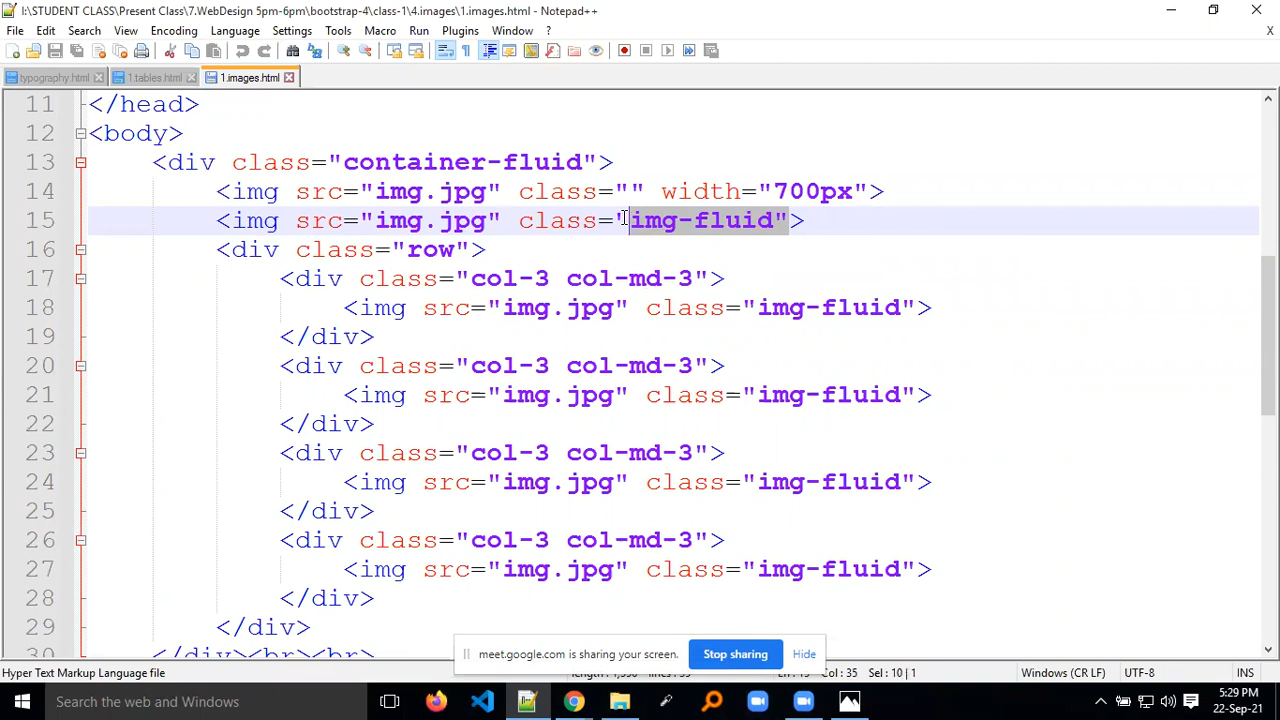 I:\STUDENT CLASS\Present Class\7.WebDesign 5pm-6pm\bootstrap-4\class-1\4.images\1.images.html - Notepad++
File Edit Search View Encoding Language Settings Tools Macro Run Plugins Window ? X
typography.html 1.tables.html 1.images.html
11 </head>
12 <body>
13 <div class="container-fluid">
14 <img src="img.jpg" class="" width="700px">
15 <img src="img.jpg" class="img-fluid">
16 <div class="row">
17 <div class="col-3 col-md-3">
18 <img src="img.jpg" class="img-fluid">
19 </div>
20 <div class="col-3 col-md-3">
21 <img src="img.jpg" class="img-fluid">
22 </div>
23 <div class="col-3 col-md-3">
24 <img src="img.jpg" class="img-fluid">
25 </div>
26 <div class="col-3 col-md-3">
27 <img src="img.jpg" class="img-fluid">
28 </div>
29 </div>
</div><br><br>
meet.google.com is sharing your screen. Stop sharing Hide
Hyper Text Markup Language file Col : 35 Sel : 10 | 1 Windows (CR LF) UTF-8 INS
Search the web and Windows
5:29 PM
22-Sep-21